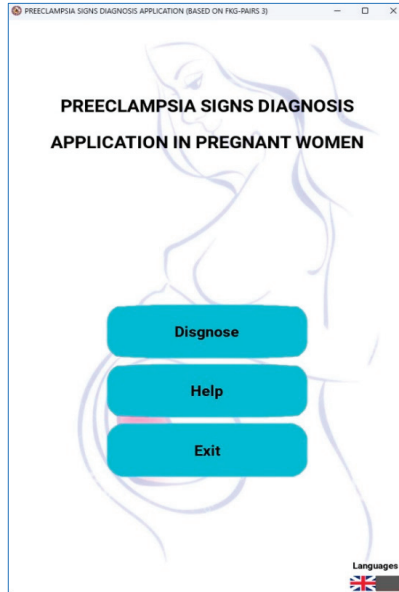 PREECLAMPSIA SIGNS DIAGNOSIS APPLICATION (BASED ON FKG-PAIRS 3)
PREECLAMPSIA SIGNS DIAGNOSIS
APPLICATION IN PREGNANT WOMEN
Disgnose
Help
Exit
Languages